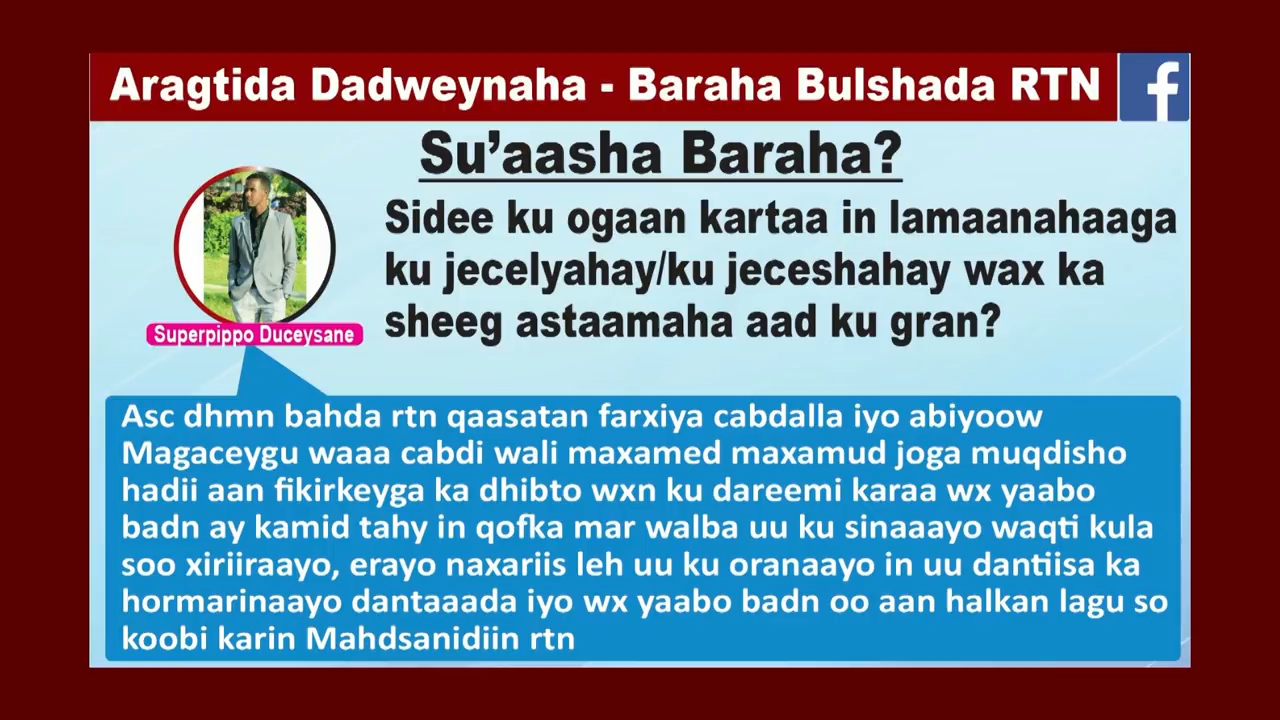 Aragtida Dadweynaha - Baraha Bulshada RTN
f
Su'aasha Baraha?
Sidee ku ogaan kartaa in lamaanahaaga
ku jecelyahay/ku jeceshahay wax ka
sheeg astaamaha aad ku gran?
Superpippo Duceysane
Asc dhmn bahda rtn qaasatan farxiya cabdalla iyo abiyoow
Magaceygu waaa cabdi wali maxamed maxamud joga muqdisho
hadii aan fikirkeyga ka dhibto wxn ku dareemi karaa wx yaabo
badn ay kamid tahy in qofka mar walba uu ku sinaaayo waqti kula
soo xiriiraayo, erayo naxariis leh uu ku oranaayo in uu dantiisa ka
hormarinaayo dantaaada iyo wx yaabo badn oo aan halkan lagu so
koobi karin Mahdsanidiin rtn